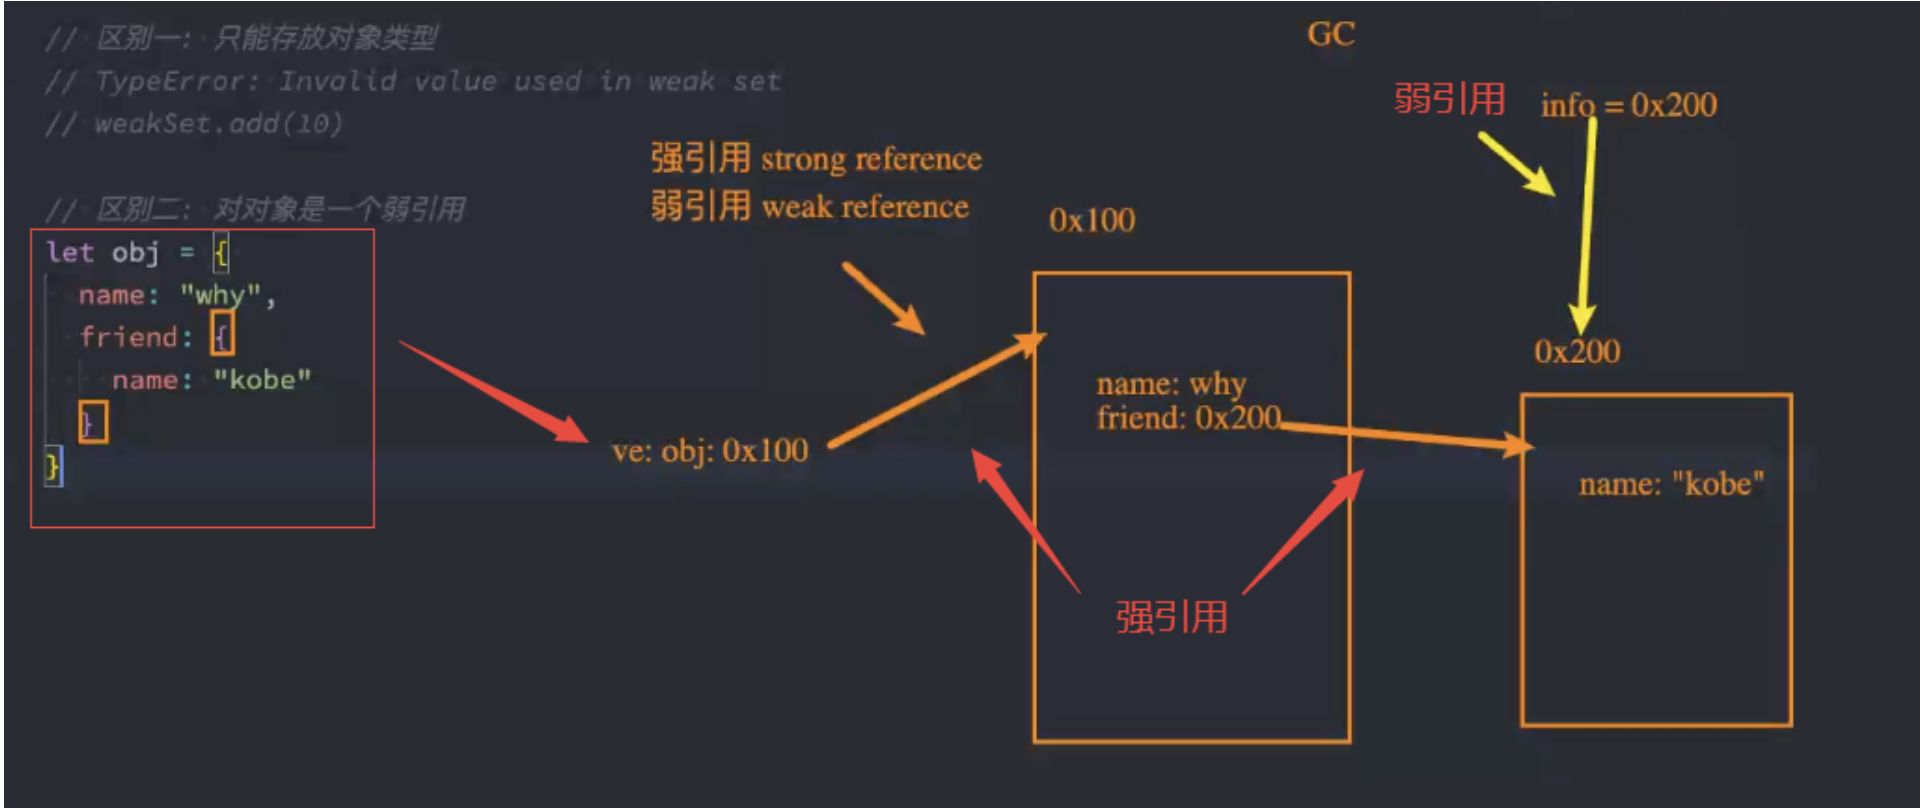 // 区别一: 只能存放对象类型
// TypeError: Invalid value used in weak set
// weakSet.add(10)
// 区别二: 对对象是一个弱引用
let obj = {
name: "why",
friend: {
name: "kobe"
}
}
强引用 strong reference
弱引用 weak reference
ve: obj: 0x100
0x100
name: why
friend: 0x200
强引用
GC
弱引用
info = 0x200
0x200
name: "kobe"